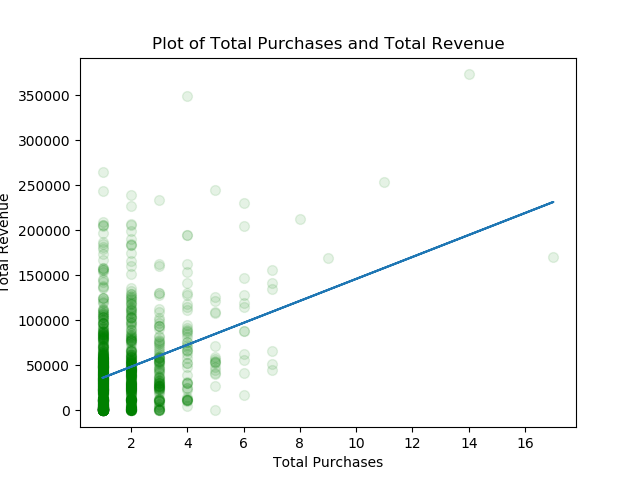 Plot of Total Purchases and Total Revenue
350000
300000
250000
200000
150000
100000
50000
0
Total Revenue
2 4 6 8 10 12 14 16
Total Purchases